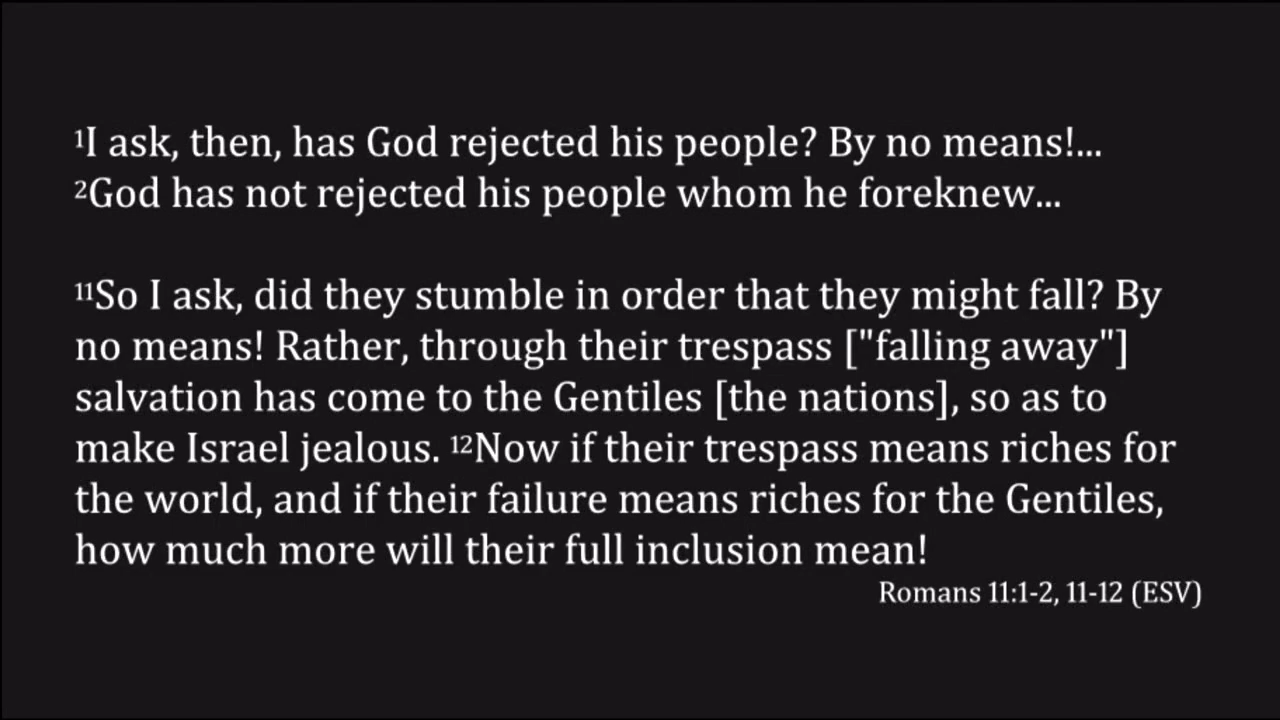 ¹I ask, then, has God rejected his people? By no means!...
²God has not rejected his people whom he foreknew...
¹¹So I ask, did they stumble in order that they might fall? By
no means! Rather, through their trespass ["falling away"]
salvation has come to the Gentiles [the nations], so as to
make Israel jealous. ¹²Now if their trespass means riches for
the world, and if their failure means riches for the Gentiles,
how much more will their full inclusion mean!
Romans 11:1-2, 11-12 (ESV)